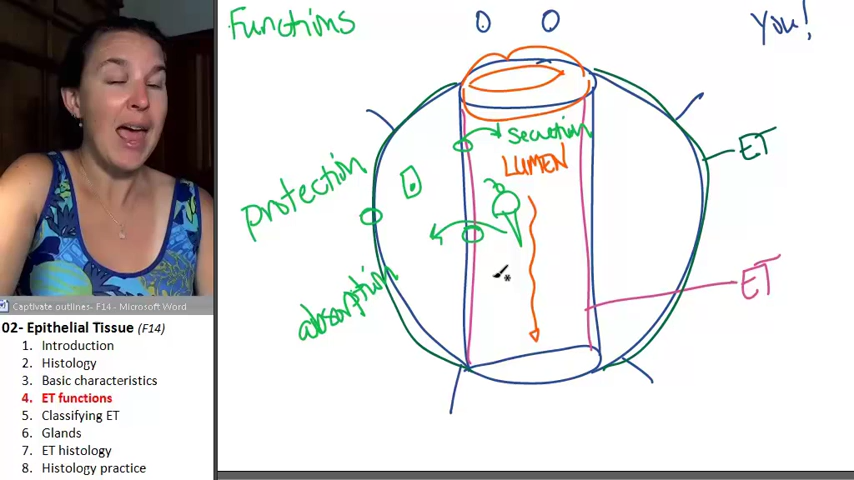 Functions
You!
secretion
LUMEN
ET
protection
absorption
ET
Captivate outlines- F14 - Microsoft Word
02- Epithelial Tissue (F14)
1. Introduction
2. Histology
3. Basic characteristics
4. ET functions
5. Classifying ET
6. Glands
7. ET histology
8. Histology practice